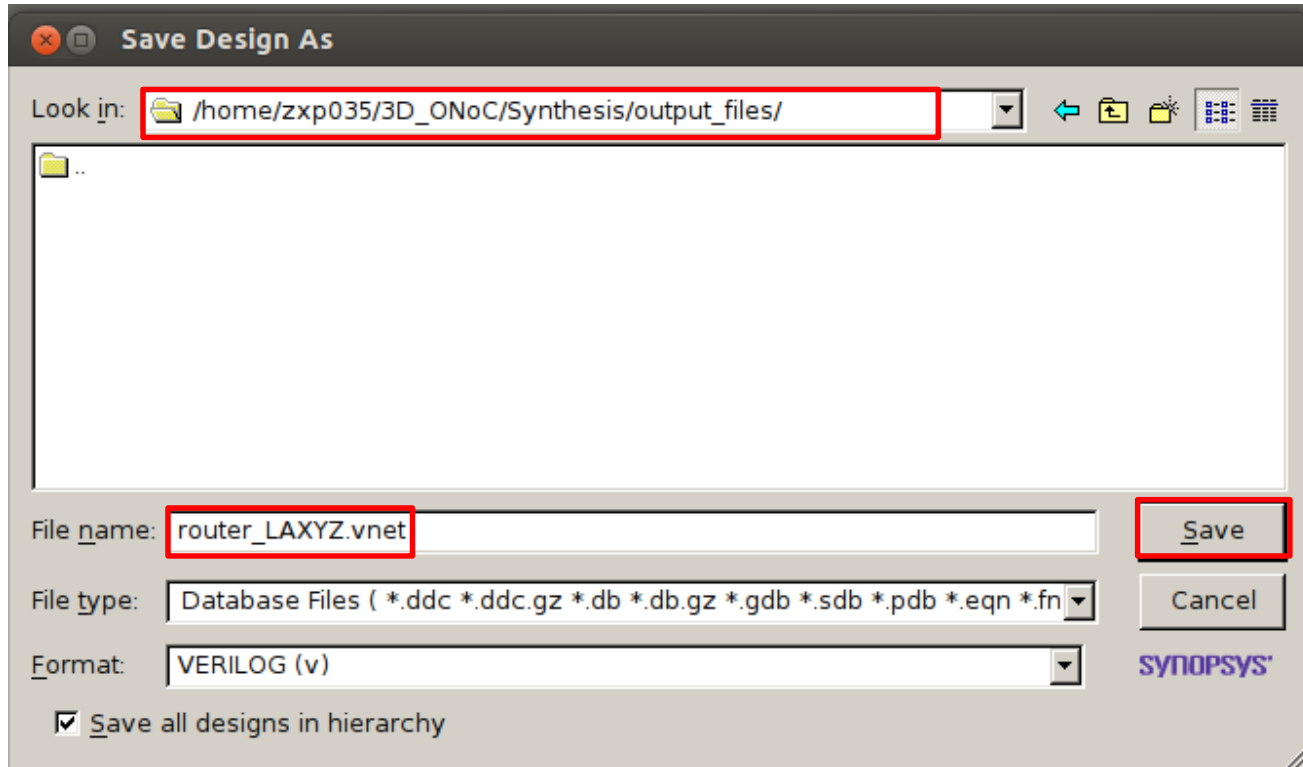 Save Design As
Look in: /home/zxp035/3D_ONoC/Synthesis/output_files/
..
File name: router_LAXYZ.vnet Save
File type: Database Files ( *.ddc *.ddc.gz *.db *.db.gz *.gdb *.sdb *.pdb *.eqn *.fn Cancel
Format: VERILOG (v) SYNOPSYS
Save all designs in hierarchy